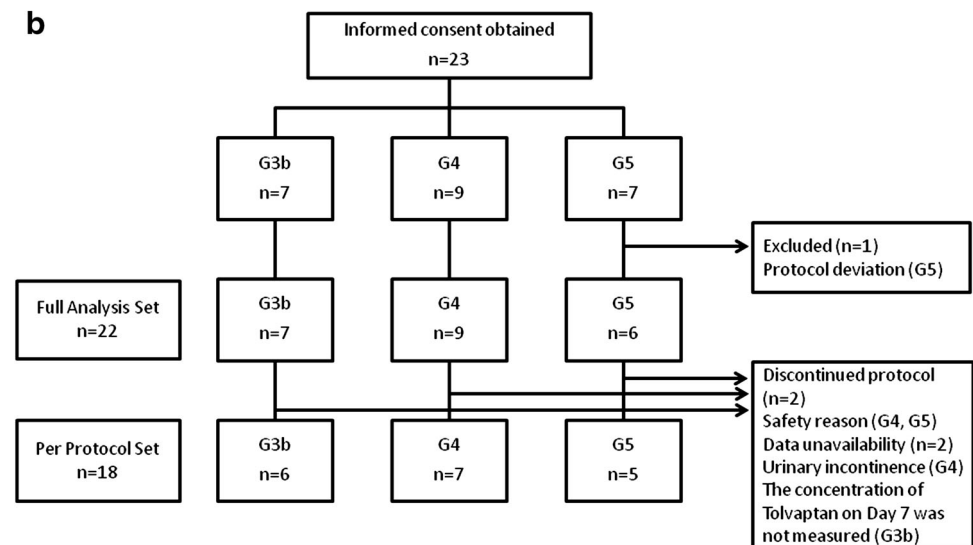 b
Informed consent obtained
n=23
G3b
n=7
G4
n=9
G5
n=7
Excluded (n=1)
Protocol deviation (G5)
Full Analysis Set
n=22
G3b
n=7
G4
n=9
G5
n=6
Discontinued protocol
(n=2)
Safety reason (G4, G5)
Data unavailability (n=2)
Urinary incontinence (G4)
The concentration of
Tolvaptan on Day 7 was
not measured (G3b)
Per Protocol Set
n=18
G3b
n=6
G4
n=7
G5
n=5